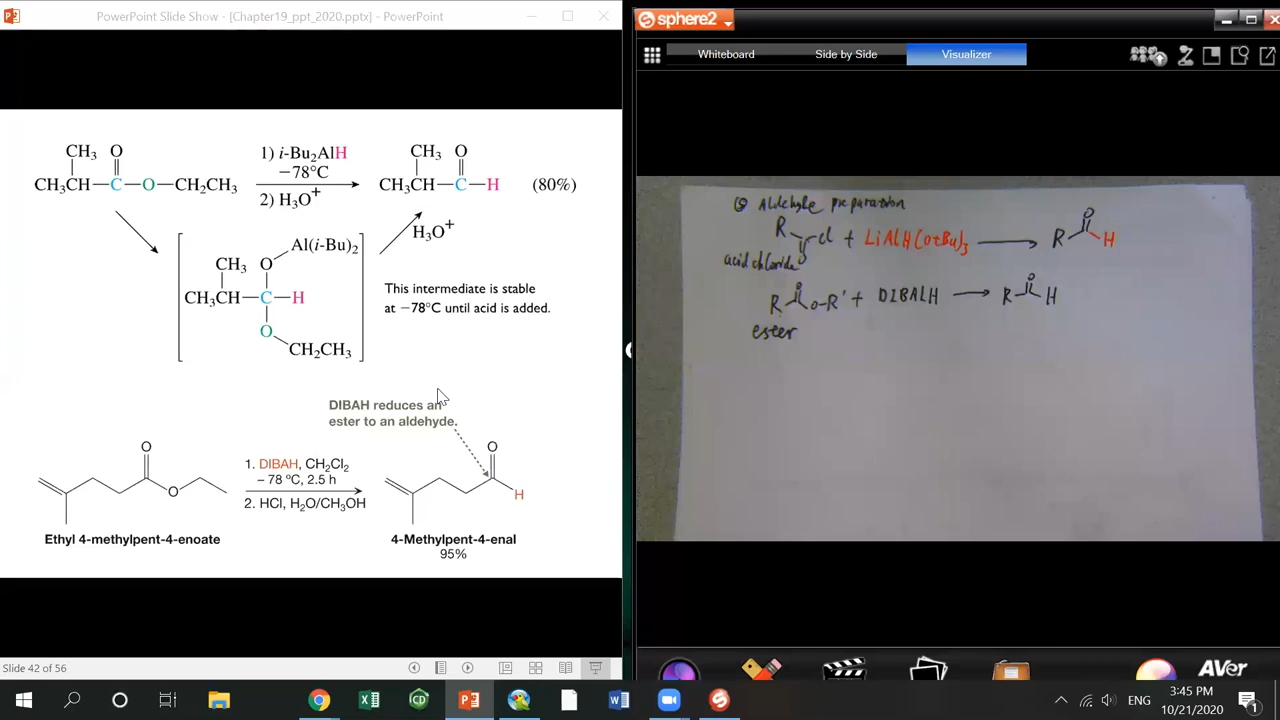 PowerPoint Slide Show - [Chapter19_ppt_2020.pptx] - PowerPoint
CH3 O
CH3CH—C—O—CH2CH3
1) i-Bu2AlH
−78°C
2) H3O+
CH3 O
CH3CH—C—H
(80%)
H3O+
Al(i-Bu)2
CH3 O
CH3CH—C—H
O
CH2CH3
This intermediate is stable
at −78°C until acid is added.
DIBAH reduces an
ester to an aldehyde.
O
O
1. DIBAH, CH2Cl2
– 78 ºC, 2.5 h
2. HCl, H2O/CH3OH
O
H
Ethyl 4-methylpent-4-enoate
4-Methylpent-4-enal
95%
Slide 42 of 56
sphere2
Whiteboard
Side by Side
Visualizer
Aldehyde preparation
R Cl + LiAlH(OtBu)3 R O H
acid chloride
R O O-R' + DIBALH R O H
ester
AVer
ENG
3:45 PM
10/21/2020
1